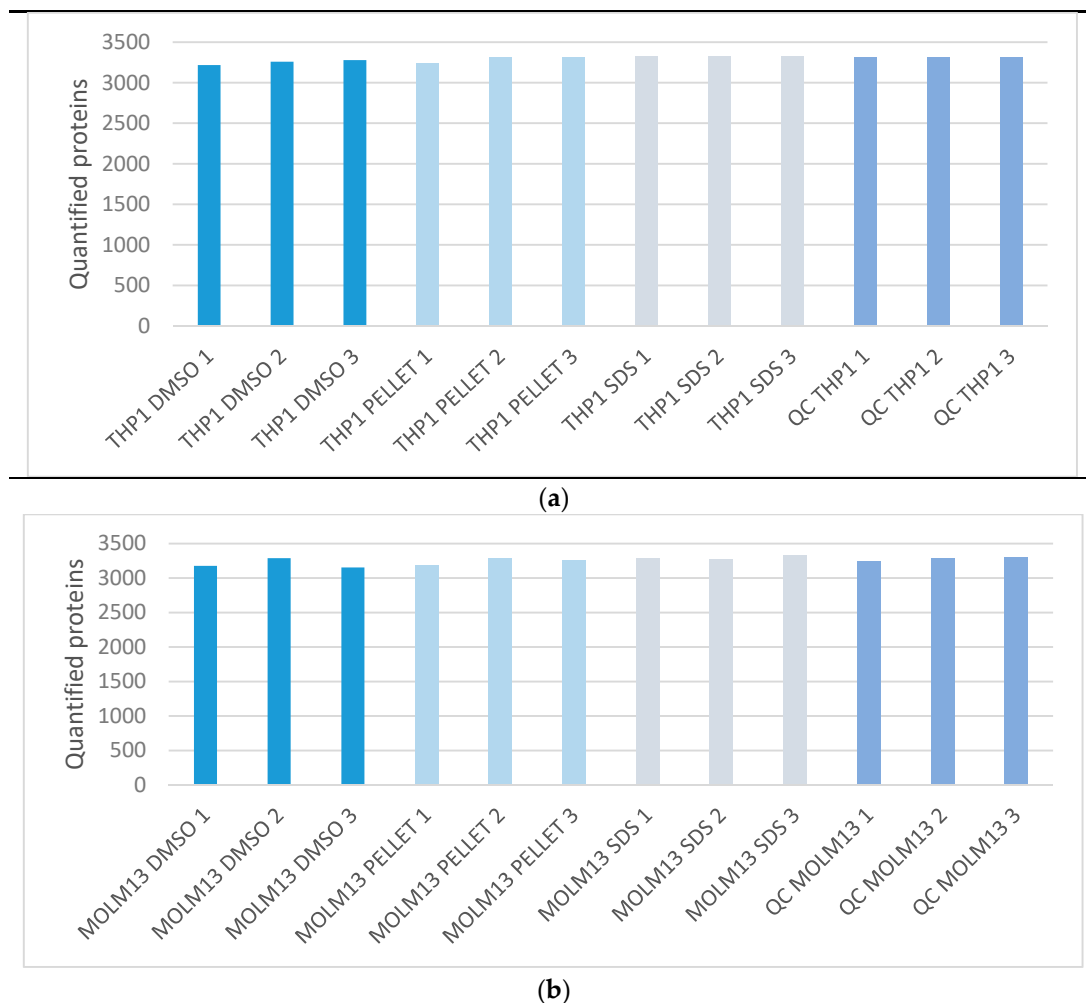 Quantified proteins
3500
3000
2500
2000
1500
1000
500
0
THP1 DMSO 1
THP1 DMSO 2
THP1 DMSO 3
THP1 PELLET 1
THP1 PELLET 2
THP1 PELLET 3
THP1 SDS 1
THP1 SDS 2
THP1 SDS 3
QC THP1 1
QC THP1 2
QC THP1 3
(a)
Quantified proteins
3500
3000
2500
2000
1500
1000
500
0
MOLM13 DMSO 1
MOLM13 DMSO 2
MOLM13 DMSO 3
MOLM13 PELLET 1
MOLM13 PELLET 2
MOLM13 PELLET 3
MOLM13 SDS 1
MOLM13 SDS 2
MOLM13 SDS 3
QC MOLM13 1
QC MOLM13 2
QC MOLM13 3
(b)